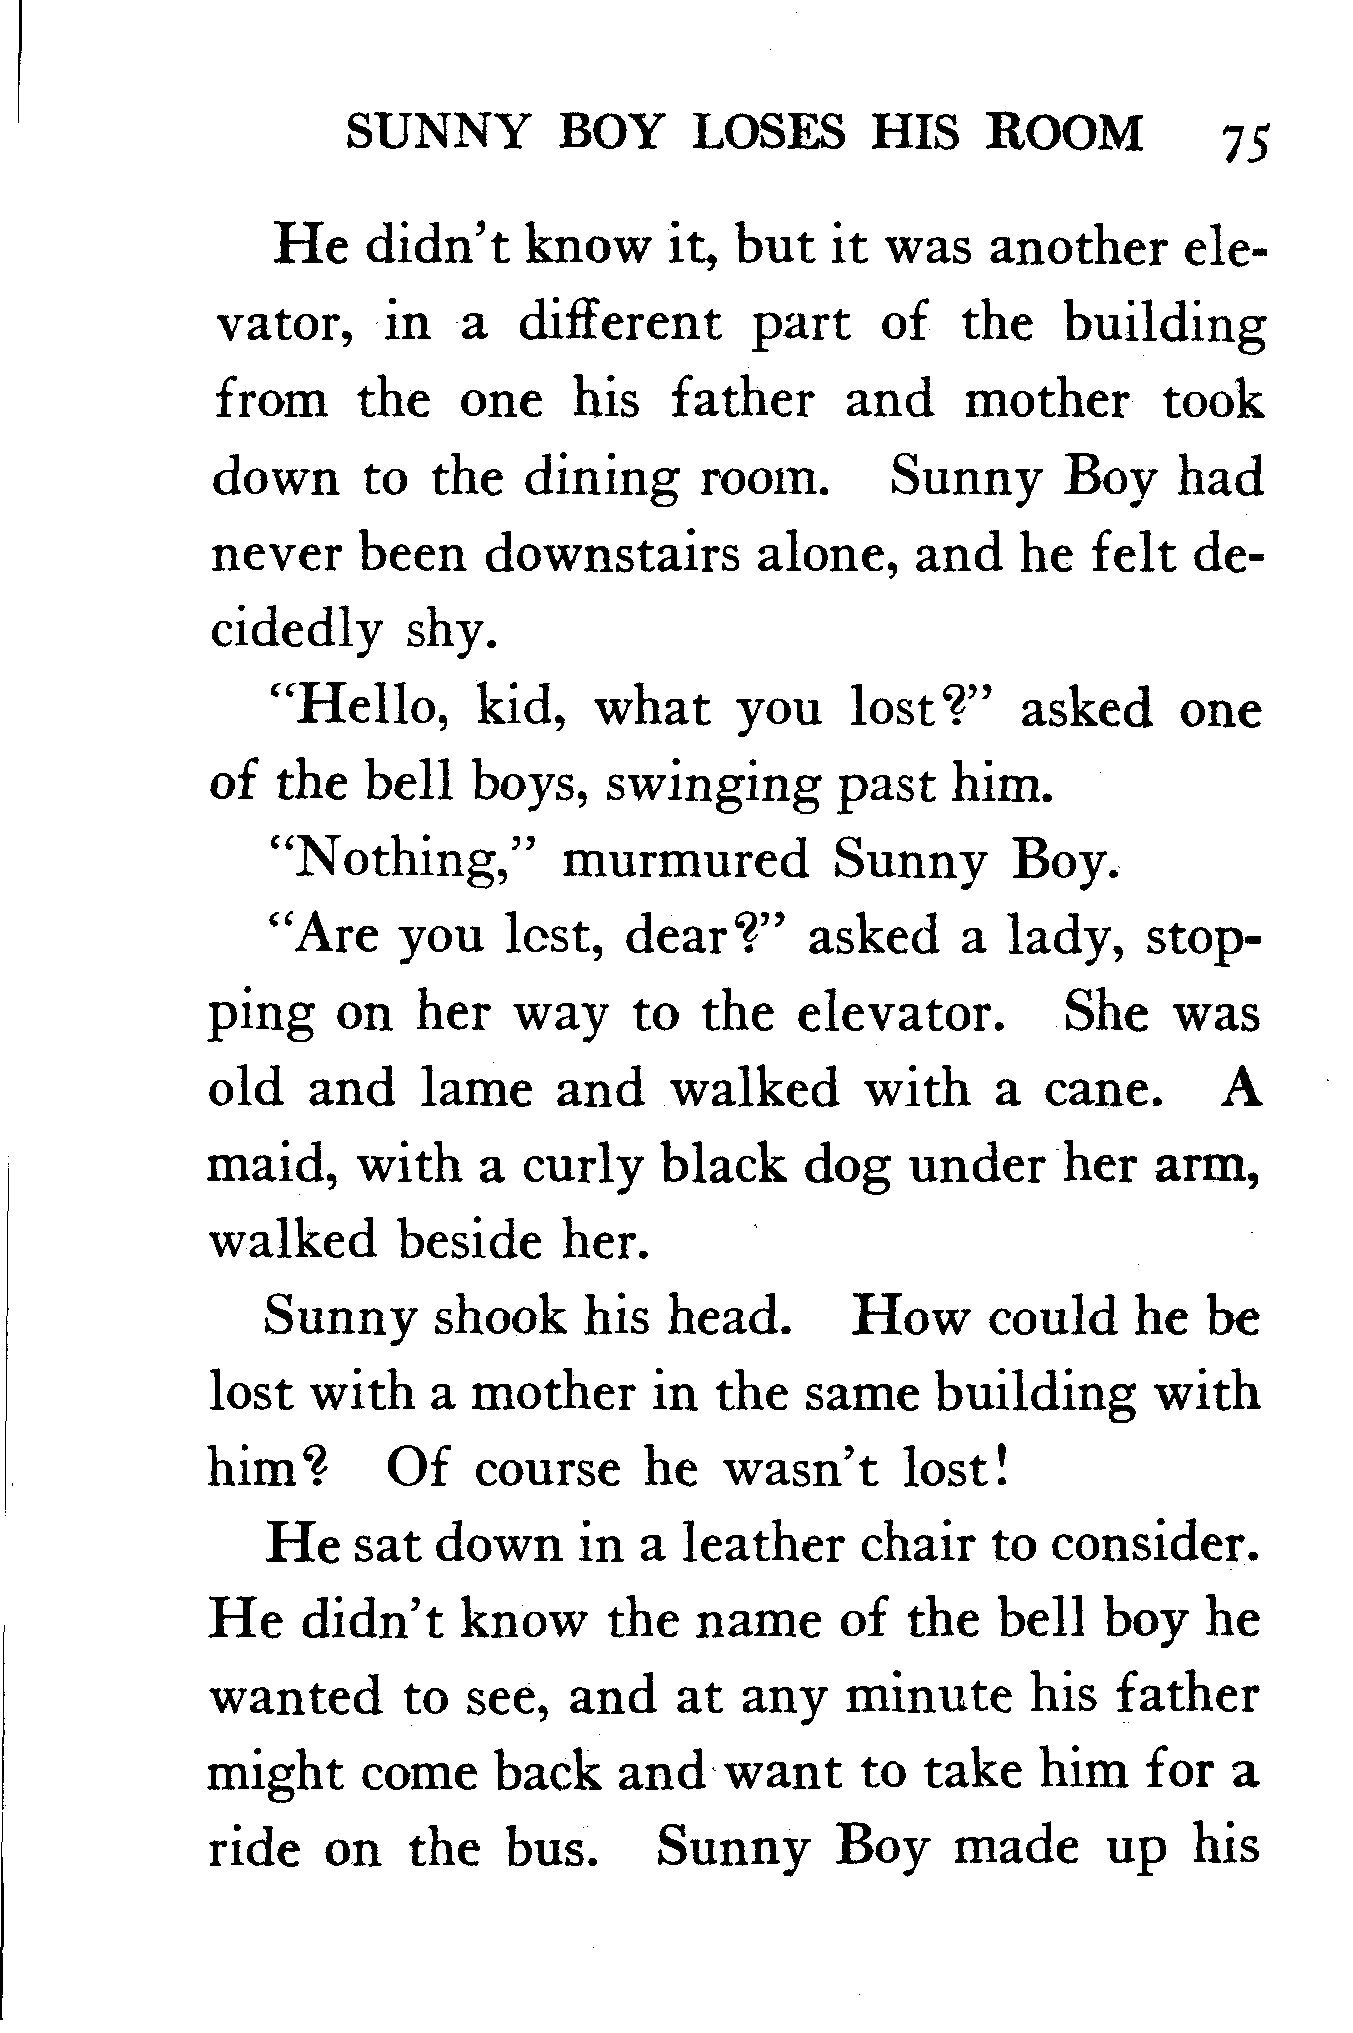 SUNNY BOY LOSES HIS ROOM 75
He didn't know it, but it was another ele-
vator, in a different part of the building
from the one his father and mother took
down to the dining room. Sunny Boy had
never been downstairs alone, and he felt de-
cidedly shy.
"Hello, kid, what you lost?" asked one
of the bell boys, swinging past him.
"Nothing," murmured Sunny Boy.
"Are you lost, dear?" asked a lady, stop-
ping on her way to the elevator. She was
old and lame and walked with a cane. A
maid, with a curly black dog under her arm,
walked beside her.
Sunny shook his head. How could he be
lost with a mother in the same building with
him? Of course he wasn't lost!
He sat down in a leather chair to consider.
He didn't know the name of the bell boy he
wanted to see, and at any minute his father
might come back and want to take him for a
ride on the bus. Sunny Boy made up his